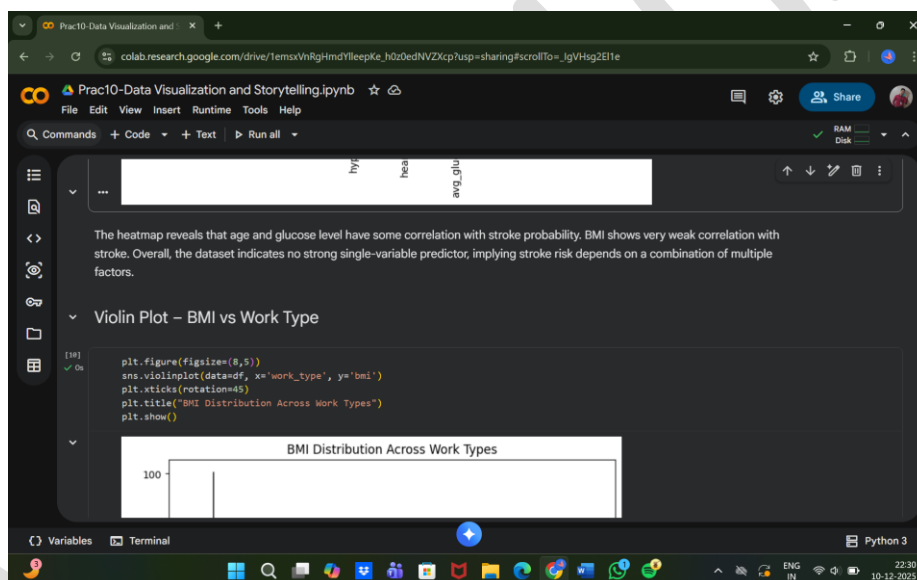 Prac10-Data Visualization and S
colab.research.google.com/drive/1emsxVnRgHmdYlleepKe_h0z0edNVZXcp?usp=sharing#scrollTo=_IgVHsg2El1e
Prac10-Data Visualization and Storytelling.ipynb
File Edit View Insert Runtime Tools Help
Share
Commands + Code + Text Run all
RAM
Disk
hyp
hea
avg_glu
...
The heatmap reveals that age and glucose level have some correlation with stroke probability. BMI shows very weak correlation with
stroke. Overall, the dataset indicates no strong single-variable predictor, implying stroke risk depends on a combination of multiple
factors.
Violin Plot – BMI vs Work Type
[10]
0s
plt.figure(figsize=(8,5))
sns.violinplot(data=df, x='work_type', y='bmi')
plt.xticks(rotation=45)
plt.title("BMI Distribution Across Work Types")
plt.show()
BMI Distribution Across Work Types
100
Variables Terminal
Python 3
3
ENG
IN
22:30
10-12-2025